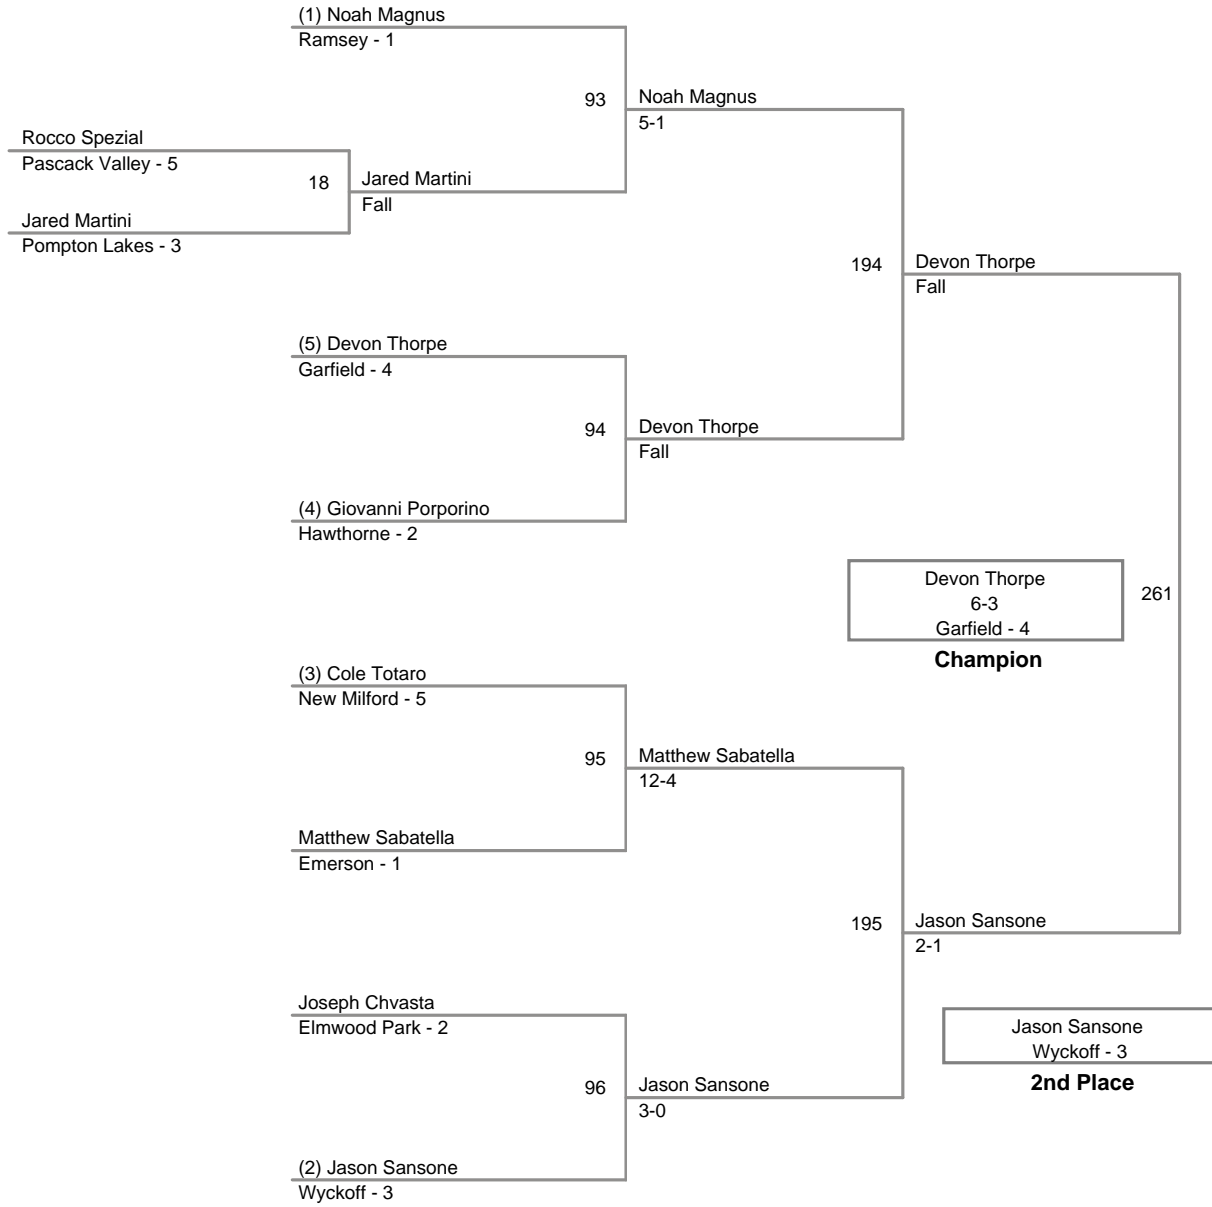 (1) Noah Magnus
Ramsey - 1
93
Noah Magnus
5-1
Rocco Spezial
Pascack Valley - 5
18
Jared Martini
Fall
Jared Martini
Pompton Lakes - 3
194
Devon Thorpe
Fall
(5) Devon Thorpe
Garfield - 4
94
Devon Thorpe
Fall
(4) Giovanni Porporino
Hawthorne - 2
Devon Thorpe
6-3
Garfield - 4
Champion
261
(3) Cole Totaro
New Milford - 5
95
Matthew Sabatella
12-4
Matthew Sabatella
Emerson - 1
195
Jason Sansone
2-1
Joseph Chvasta
Elmwood Park - 2
Jason Sansone
Wyckoff - 3
2nd Place
96
Jason Sansone
3-0
(2) Jason Sansone
Wyckoff - 3